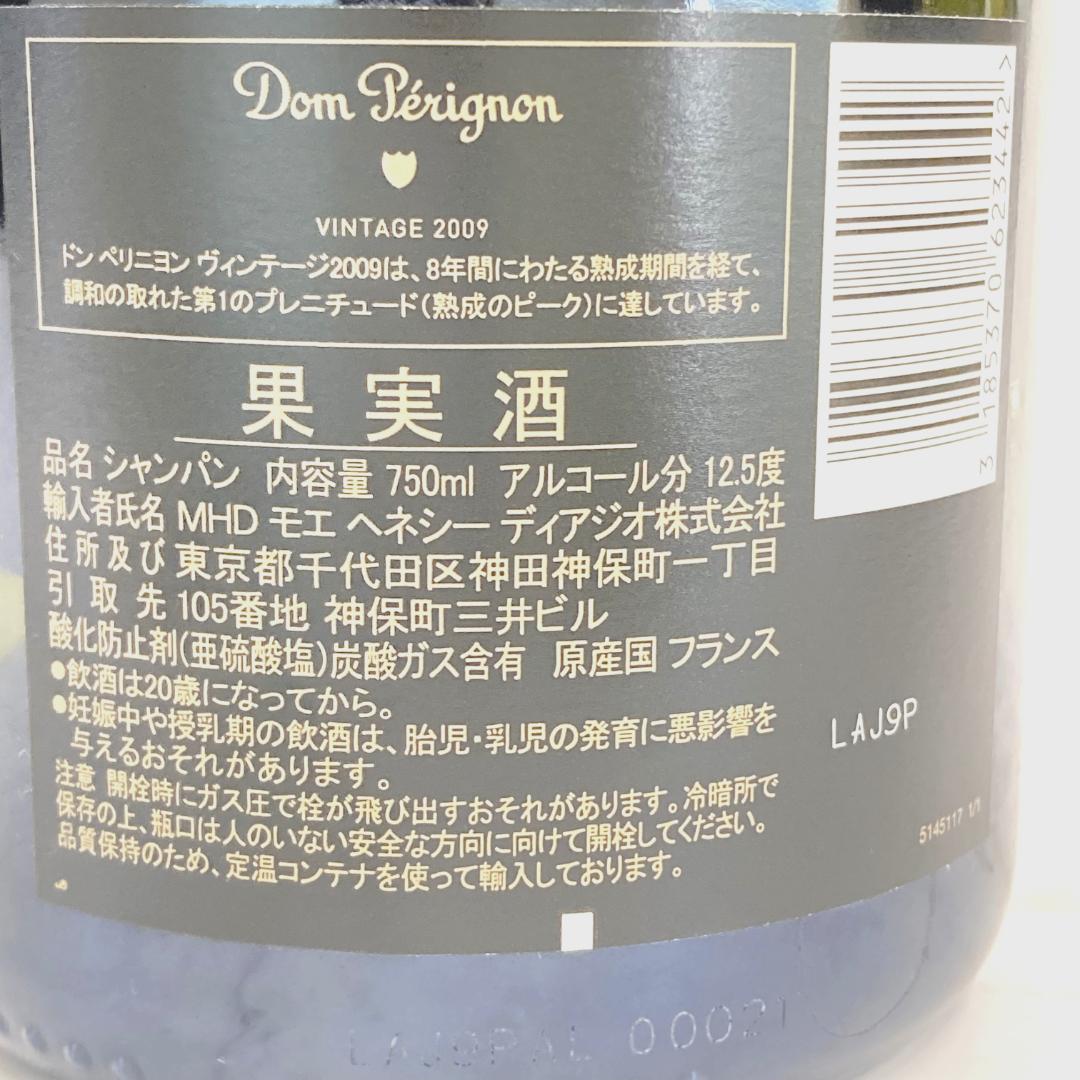 Dom Pérignon
VINTAGE 2009
ドン ペリニヨン ヴィンテージ2009は、8年間にわたる熟成期間を経て、
調和の取れた第1のプレニチュード(熟成のピーク)に達しています。
果実酒
品名 シャンパン 内容量 750ml アルコール分 12.5度
輸入者氏名 MHD モエ ヘネシー ディアジオ株式会社
住所及び 東京都千代田区神田神保町一丁目
引取先 105番地 神保町三井ビル
酸化防止剤(亜硫酸塩)炭酸ガス含有 原産国 フランス
●飲酒は20歳になってから。
●妊娠中や授乳期の飲酒は、胎児・乳児の発育に悪影響を
与えるおそれがあります。
注意 開栓時にガス圧で栓が飛び出すおそれがあります。冷暗所で
保存の上、瓶口は人のいない安全な方向に向けて開栓してください。
品質保持のため、定温コンテナを使って輸入しております。
3 185370 623442 >
LAJ9P
5145117 1/1
LAJ9PAL 00021